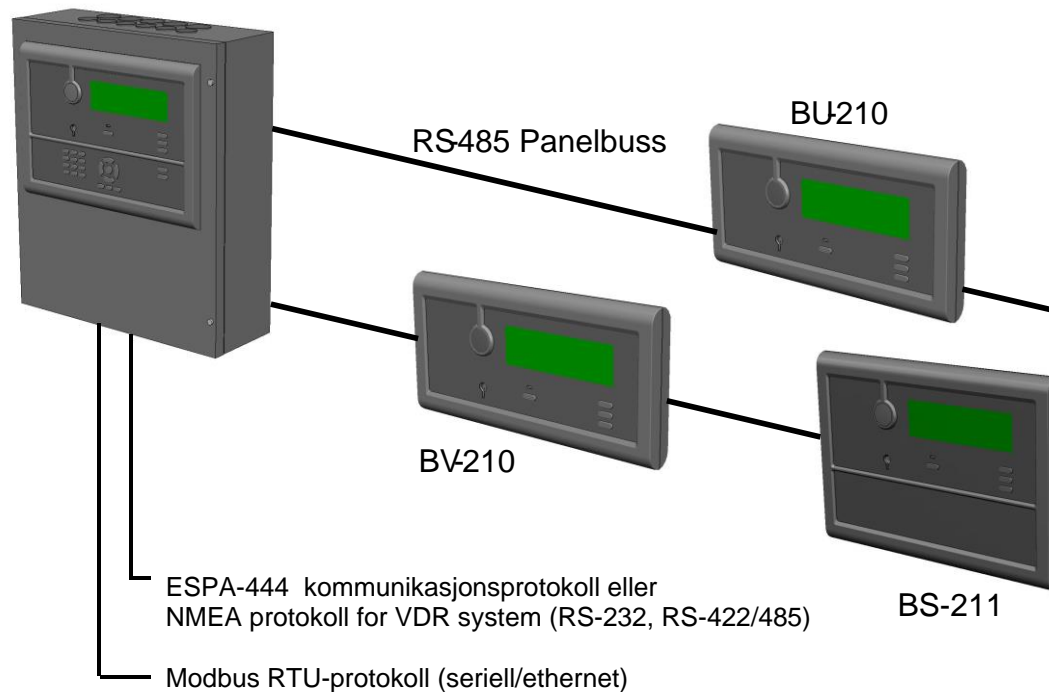 BU-210
RS-485 Panelbuss
BV-210
BS-211
ESPA-444 kommunikasjonsprotokoll eller
NMEA protokoll for VDR system (RS-232, RS-422/485)
Modbus RTU-protokoll (seriell/ethernet)